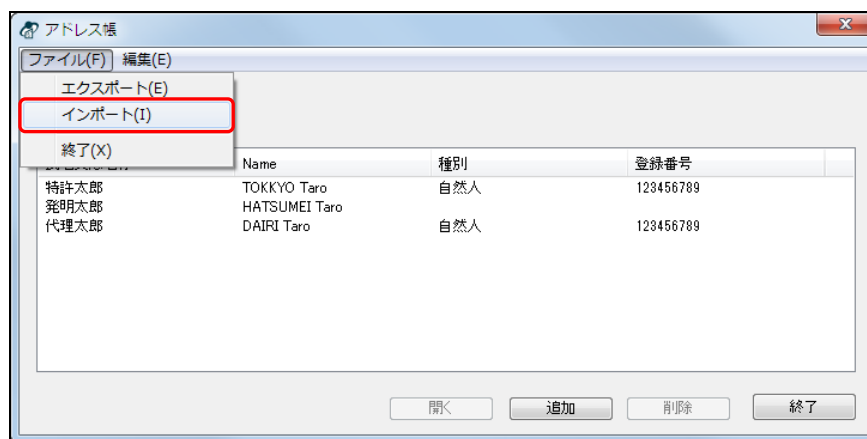 アドレス帳
ファイル(F) 編集(E)
エクスポート(E)
インポート(I)
終了(X)
Name 種別 登録番号
特許太郎 TOKKYO Taro 自然人 123456789
発明太郎 HATSUMEI Taro
代理太郎 DAIRI Taro 自然人 123456789
開く 追加 削除 終了